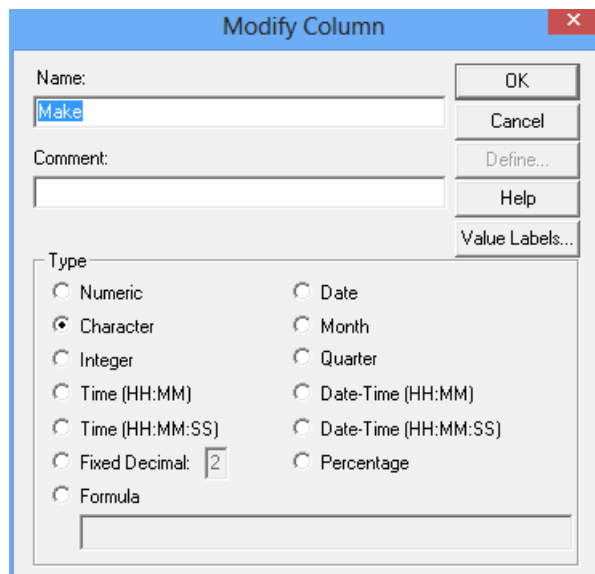 Modify Column
Name:
OK
Make
Cancel
Comment:
Define...
Help
Value Labels...
Type
Numeric
Date
Character
Month
Integer
Quarter
Time (HH:MM)
Date-Time (HH:MM)
Time (HH:MM:SS)
Date-Time (HH:MM:SS)
Fixed Decimal: 2
Percentage
Formula